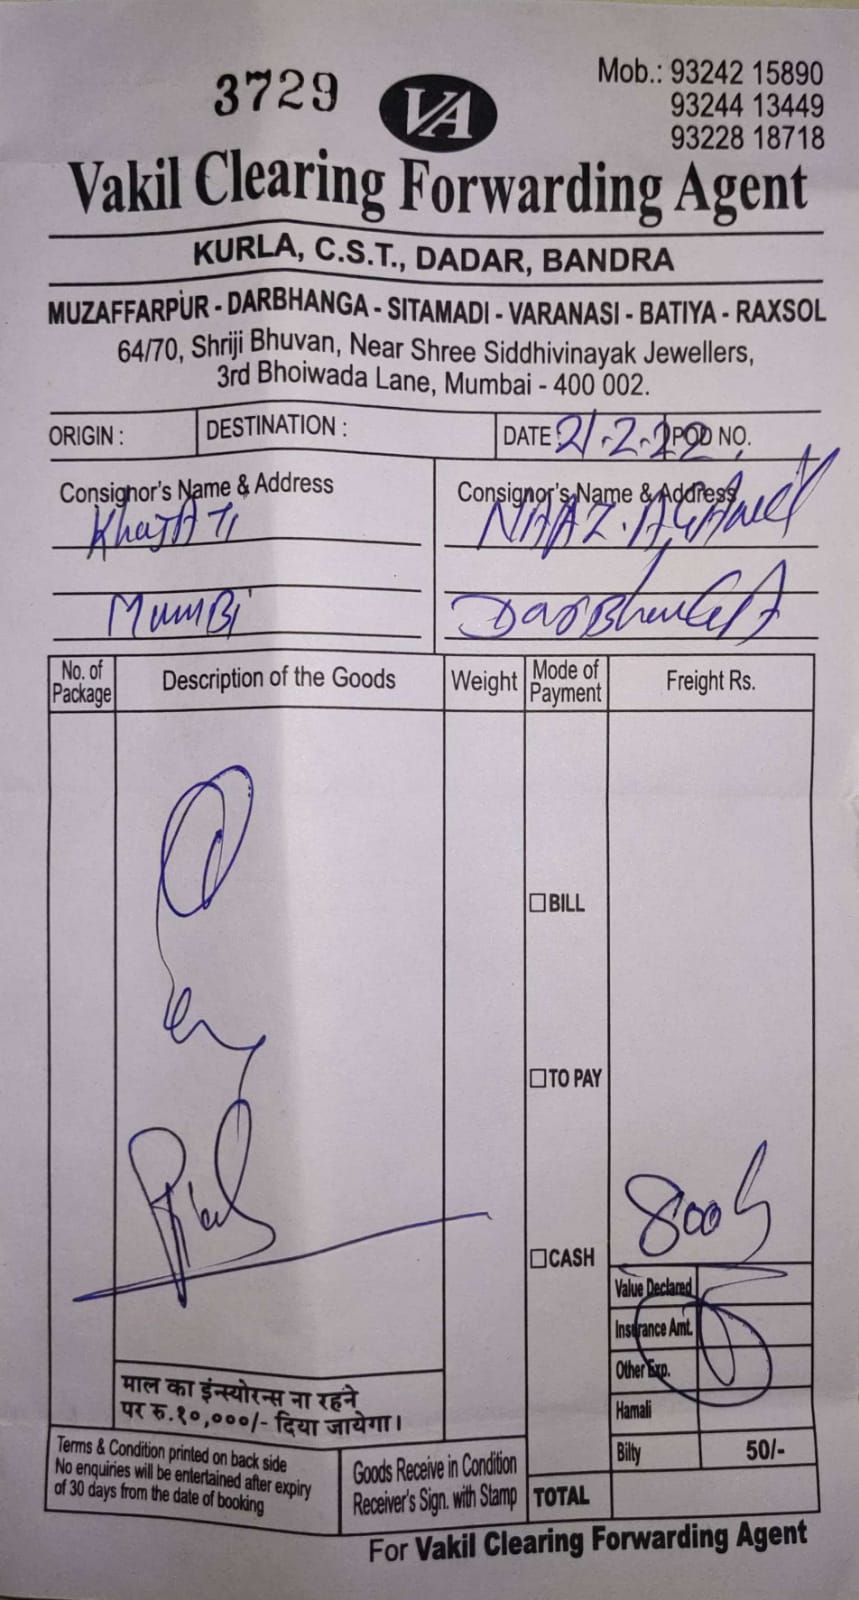 3729
VA
Mob.: 93242 15890
93244 13449
93228 18718
Vakil Clearing Forwarding Agent
KURLA, C.S.T., DADAR, BANDRA
MUZAFFARPUR - DARBHANGA - SITAMADI - VARANASI - BATIYA - RAXSOL
64/70, Shriji Bhuvan, Near Shree Siddhivinayak Jewellers,
3rd Bhoiwada Lane, Mumbai - 400 002.
ORIGIN : DESTINATION : DATE 21-2-22 POD NO.
Consignor's Name & Address Consignor's Name & Address
NAAZ.
MumBi DarBhanGA
No. of Package Description of the Goods Weight Mode of Payment Freight Rs.
BILL
TO PAY
800
CASH
Value Declared
Insurance Amt.
Other Exp.
Hamali
Bilty 50/-
माल का इंन्स्योरन्स ना रहने
पर रु.१०,०००/- दिया जायेगा।
Terms & Condition printed on back side
No enquiries will be entertained after expiry
of 30 days from the date of booking
Goods Receive in Condition
Receiver's Sign. with Stamp
TOTAL
For Vakil Clearing Forwarding Agent